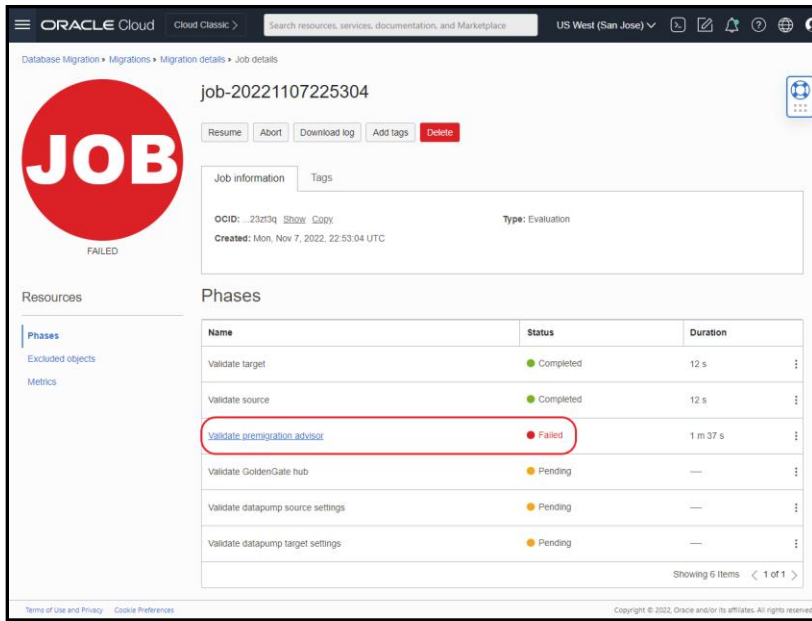 ORACLE Cloud Cloud Classic > Search resources, services, documentation, and Marketplace US West (San Jose)
Database Migration » Migrations » Migration details » Job details
JOB
FAILED
job-20221107225304
Resume Abort Download log Add tags Delete
Job information Tags
OCID: ...23zt3q Show Copy Type: Evaluation
Created: Mon, Nov 7, 2022, 22:53:04 UTC
Resources
Phases
Excluded objects
Metrics
Phases
Name Status Duration
Validate target Completed 12 s
Validate source Completed 12 s
Validate premigration advisor Failed 1 m 37 s
Validate GoldenGate hub Pending —
Validate datapump source settings Pending —
Validate datapump target settings Pending —
Showing 6 Items < 1 of 1 >
Terms of Use and Privacy Cookie Preferences Copyright © 2022, Oracle and/or its affiliates. All rights reserved